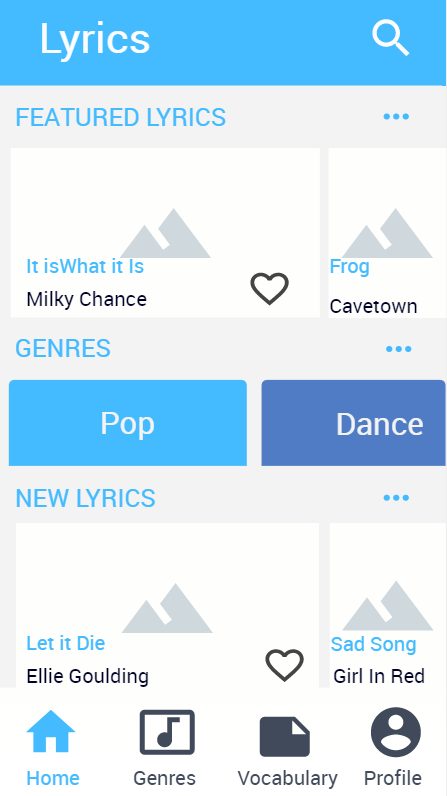 Lyrics
FEATURED LYRICS
It isWhat it Is
Milky Chance
Frog
Cavetown
GENRES
Pop
Dance
NEW LYRICS
Let it Die
Ellie Goulding
Sad Song
Girl In Red
Home
Genres
Vocabulary
Profile